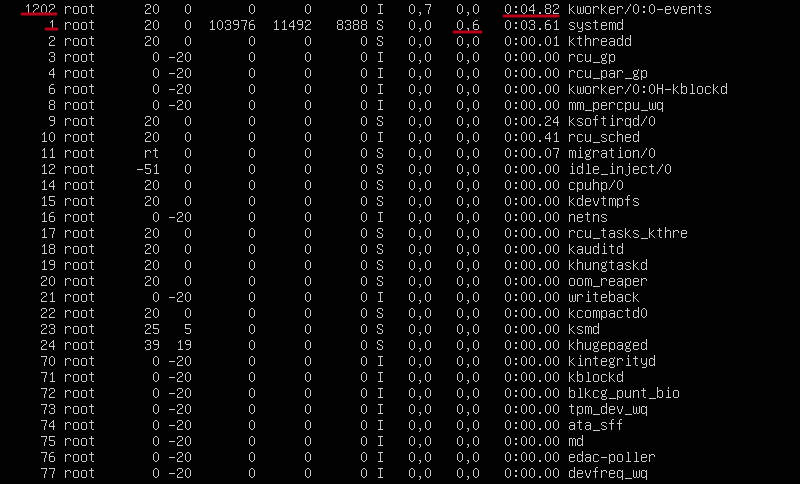 1202 root 20 0 0 0 0 I 0,7 0,0 0:04.82 kworker/0:0-events
1 root 20 0 103976 11492 8388 S 0,0 0,6 0:03.61 systemd
2 root 20 0 0 0 0 S 0,0 0,0 0:00.01 kthreadd
3 root 0 -20 0 0 0 I 0,0 0,0 0:00.00 rcu_gp
4 root 0 -20 0 0 0 I 0,0 0,0 0:00.00 rcu_par_gp
6 root 0 -20 0 0 0 I 0,0 0,0 0:00.00 kworker/0:0H-kblockd
8 root 0 -20 0 0 0 I 0,0 0,0 0:00.00 mm_percpu_wq
9 root 20 0 0 0 0 S 0,0 0,0 0:00.24 ksoftirqd/0
10 root 20 0 0 0 0 I 0,0 0,0 0:00.41 rcu_sched
11 root rt 0 0 0 0 S 0,0 0,0 0:00.07 migration/0
12 root -51 0 0 0 0 S 0,0 0,0 0:00.00 idle_inject/0
14 root 20 0 0 0 0 S 0,0 0,0 0:00.00 cpuhp/0
15 root 20 0 0 0 0 S 0,0 0,0 0:00.00 kdevtmpfs
16 root 0 -20 0 0 0 I 0,0 0,0 0:00.00 netns
17 root 20 0 0 0 0 S 0,0 0,0 0:00.00 rcu_tasks_kthre
18 root 20 0 0 0 0 S 0,0 0,0 0:00.00 kauditd
19 root 20 0 0 0 0 S 0,0 0,0 0:00.00 khungtaskd
20 root 20 0 0 0 0 S 0,0 0,0 0:00.00 oom_reaper
21 root 0 -20 0 0 0 I 0,0 0,0 0:00.00 writeback
22 root 20 0 0 0 0 S 0,0 0,0 0:00.00 kcompactd0
23 root 25 5 0 0 0 S 0,0 0,0 0:00.00 ksmd
24 root 39 19 0 0 0 S 0,0 0,0 0:00.00 khugepaged
70 root 0 -20 0 0 0 I 0,0 0,0 0:00.00 kintegrityd
71 root 0 -20 0 0 0 I 0,0 0,0 0:00.00 kblockd
72 root 0 -20 0 0 0 I 0,0 0,0 0:00.00 blkcg_punt_bio
73 root 0 -20 0 0 0 I 0,0 0,0 0:00.00 tpm_dev_wq
74 root 0 -20 0 0 0 I 0,0 0,0 0:00.00 ata_sff
75 root 0 -20 0 0 0 I 0,0 0,0 0:00.00 md
76 root 0 -20 0 0 0 I 0,0 0,0 0:00.00 edac-poller
77 root 0 -20 0 0 0 I 0,0 0,0 0:00.00 devfreq_wq